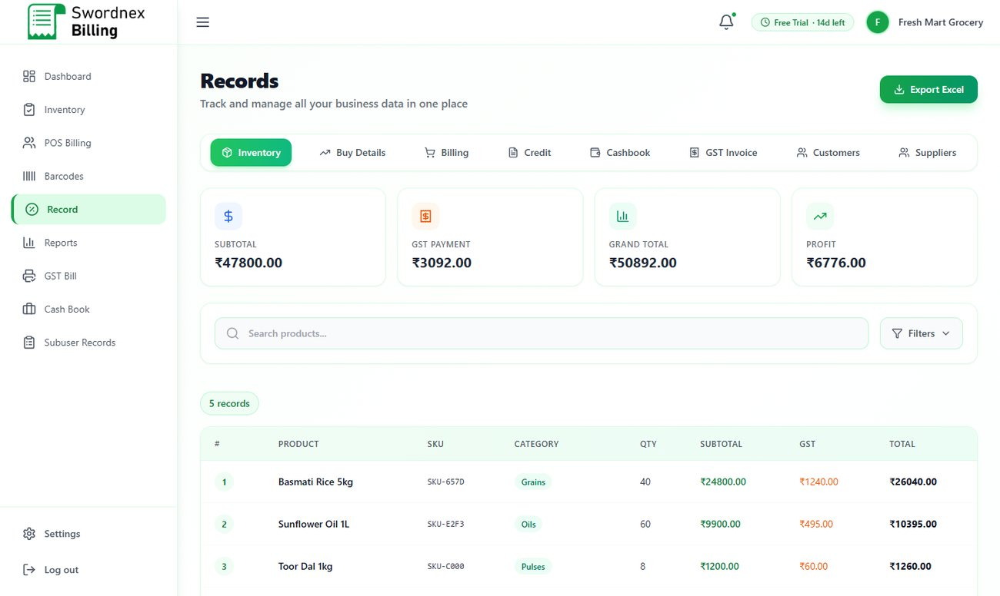 Swordnex
Billing
Free Trial · 14d left
F
Fresh Mart Grocery
Dashboard
Inventory
POS Billing
Barcodes
Record
Reports
GST Bill
Cash Book
Subuser Records
Settings
Log out
Records
Track and manage all your business data in one place
Export Excel
Inventory
Buy Details
Billing
Credit
Cashbook
GST Invoice
Customers
Suppliers
SUBTOTAL
₹47800.00
GST PAYMENT
₹3092.00
GRAND TOTAL
₹50892.00
PROFIT
₹6776.00
Search products...
Filters
5 records
# PRODUCT SKU CATEGORY QTY SUBTOTAL GST TOTAL
1 Basmati Rice 5kg SKU-657D Grains 40 ₹24800.00 ₹1240.00 ₹26040.00
2 Sunflower Oil 1L SKU-E2F3 Oils 60 ₹9900.00 ₹495.00 ₹10395.00
3 Toor Dal 1kg SKU-C000 Pulses 8 ₹1200.00 ₹60.00 ₹1260.00